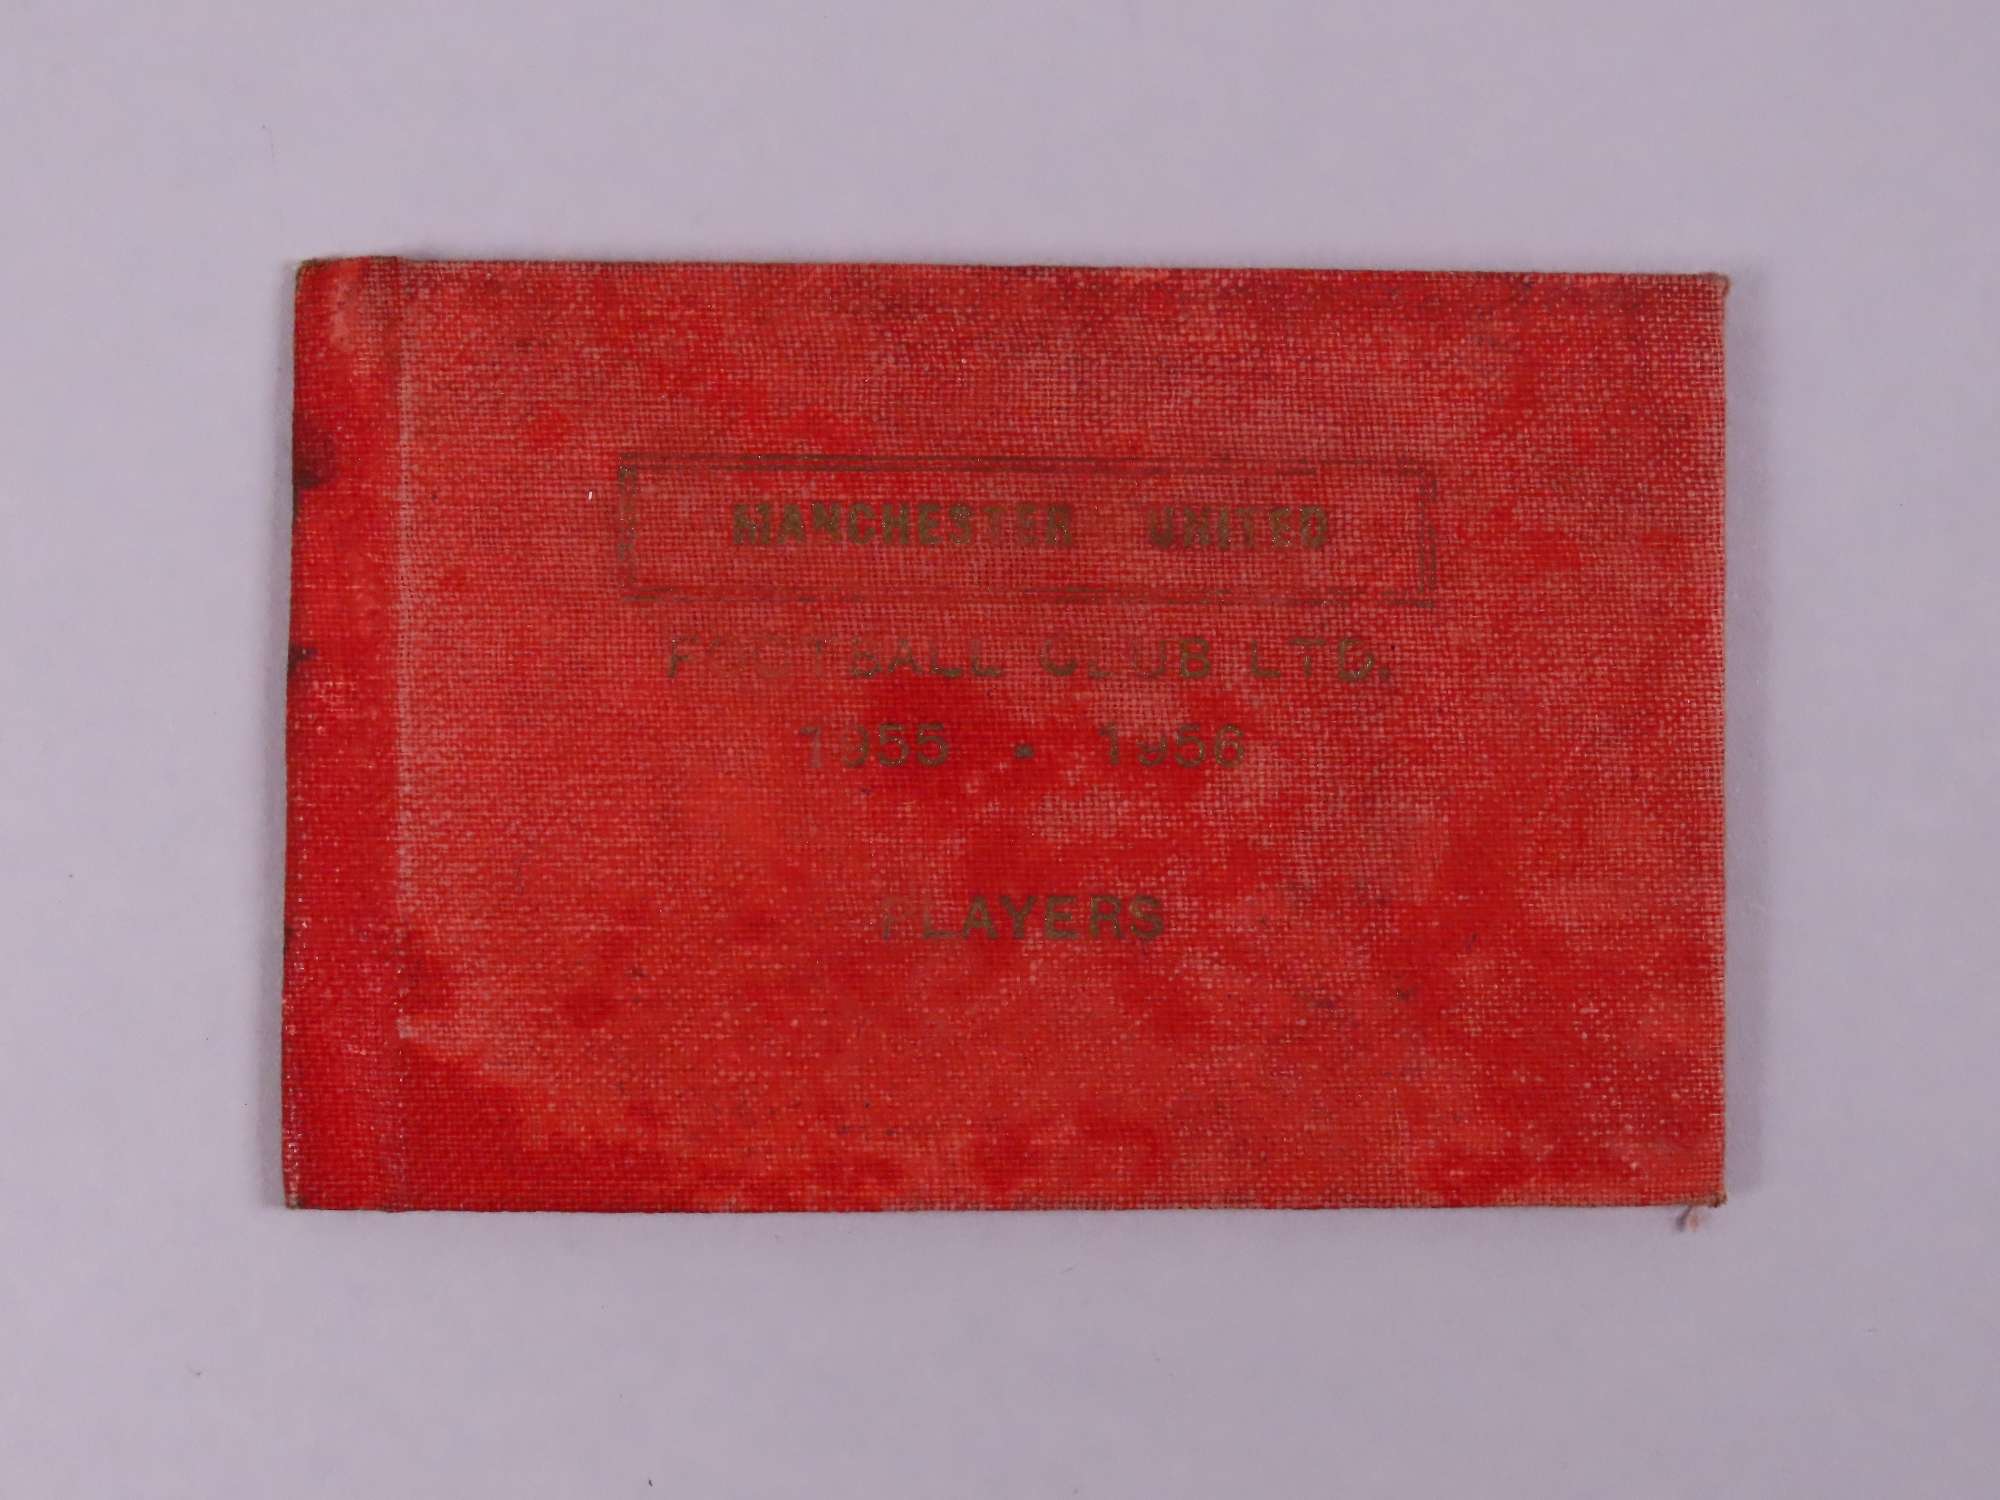 MANCHESTER UNITED
FOOTBALL CLUB LTD.
1955 - 1956
PLAYERS